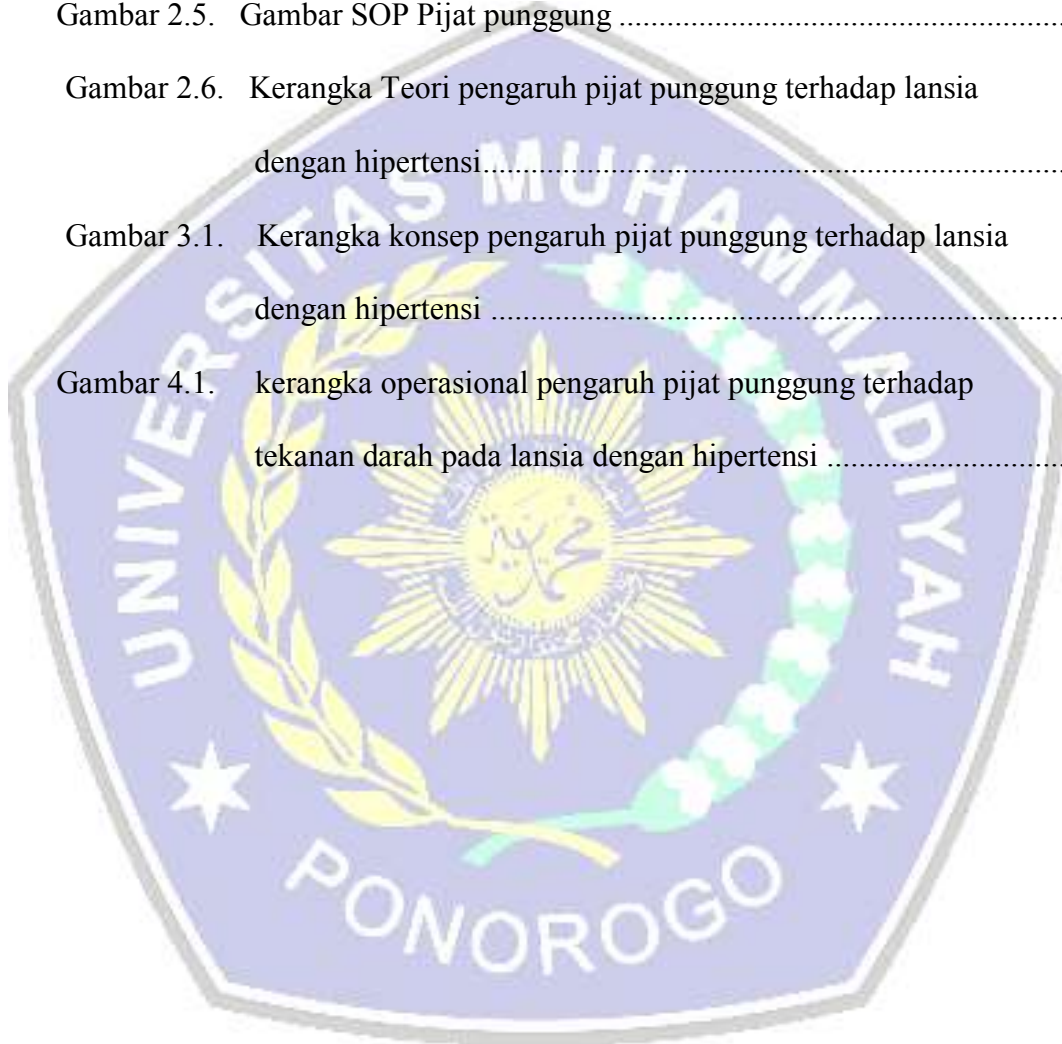 Gambar 2.5. Gambar SOP Pijat punggung ........................................................
Gambar 2.6. Kerangka Teori pengaruh pijat punggung terhadap lansia
dengan hipertensi..........................................................................
Gambar 3.1. Kerangka konsep pengaruh pijat punggung terhadap lansia
dengan hipertensi .........................................................................
Gambar 4.1. kerangka operasional pengaruh pijat punggung terhadap
tekanan darah pada lansia dengan hipertensi ..............................
UNIVERSITAS MUHAMMADIYAH
PONOROGO